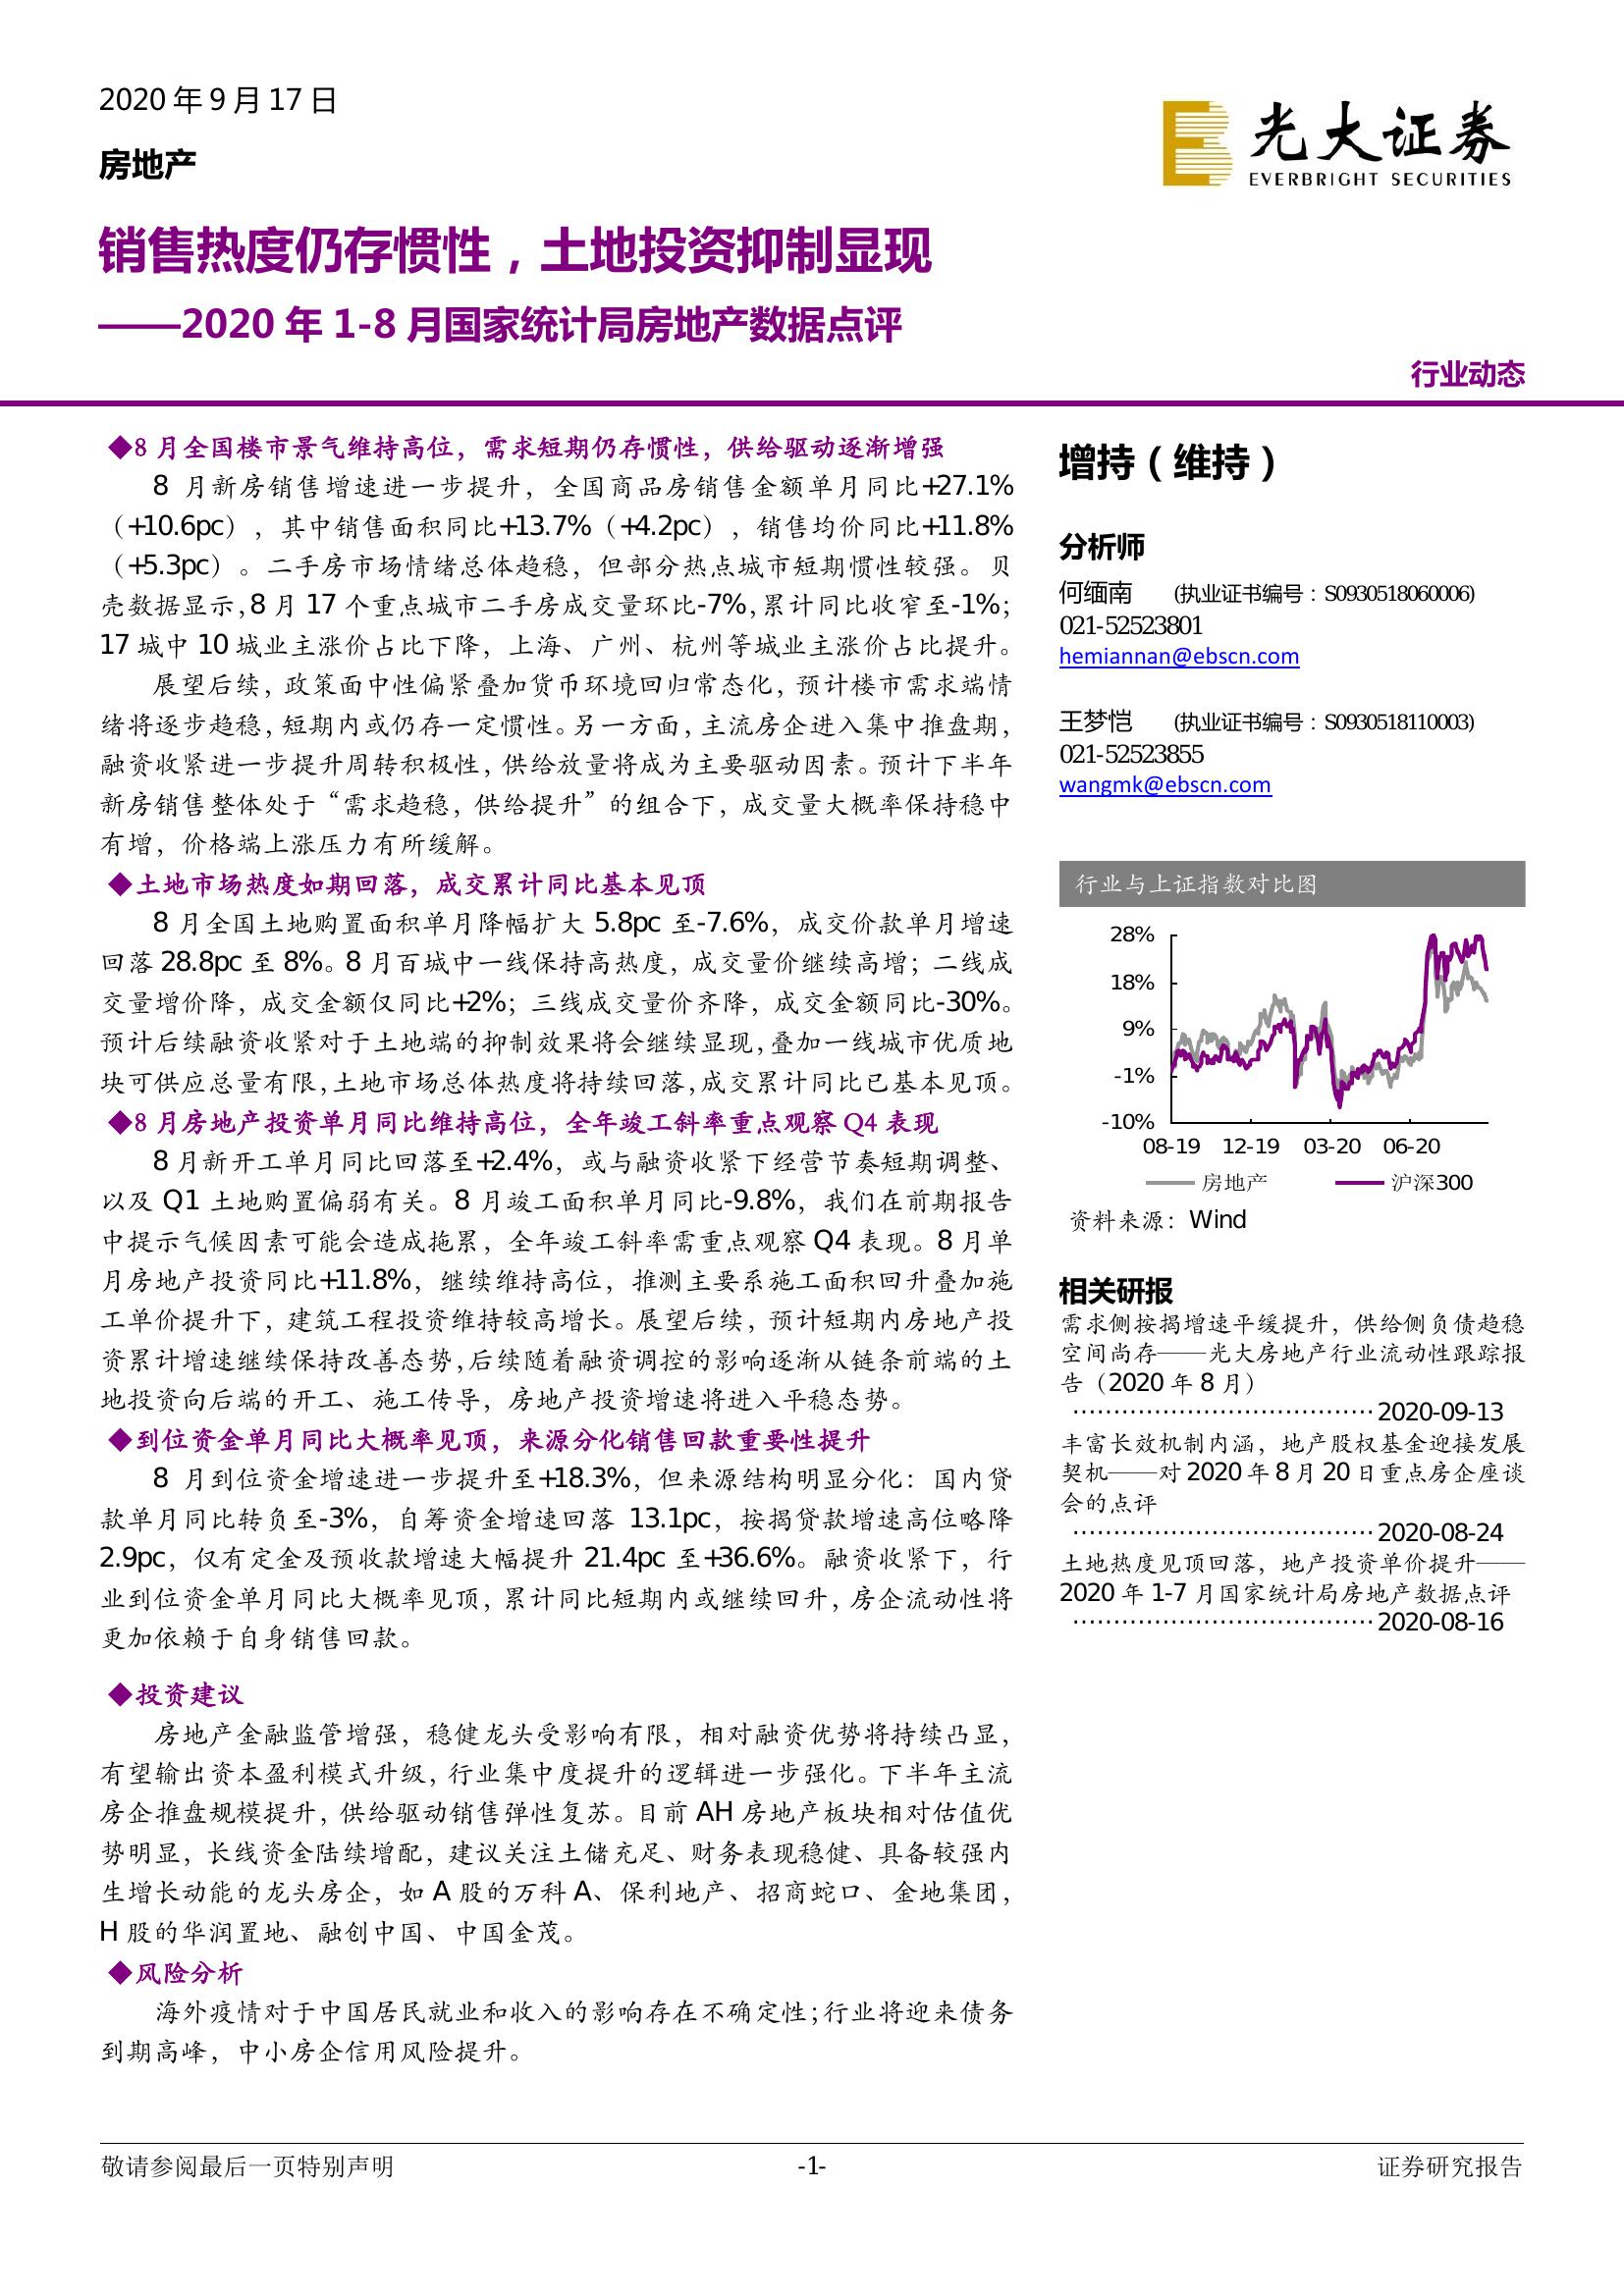 2020 年 9 月 17 日
房地产
光大证券
EVERBRIGHT SECURITIES
销售热度仍存惯性，土地投资抑制显现
——2020 年 1-8 月国家统计局房地产数据点评
行业动态
◆8 月全国楼市景气维持高位，需求短期仍存惯性，供给驱动逐渐增强
8 月新房销售增速进一步提升，全国商品房销售金额单月同比+27.1%
（+10.6pc），其中销售面积同比+13.7%（+4.2pc），销售均价同比+11.8%
（+5.3pc）。二手房市场情绪总体趋稳，但部分热点城市短期惯性较强。贝
壳数据显示，8 月 17 个重点城市二手房成交量环比-7%，累计同比收窄至-1%；
17 城中 10 城业主涨价占比下降，上海、广州、杭州等城业主涨价占比提升。
展望后续，政策面中性偏紧叠加货币环境回归常态化，预计楼市需求端情
绪将逐步趋稳，短期内或仍存一定惯性。另一方面，主流房企进入集中推盘期，
融资收紧进一步提升周转积极性，供给放量将成为主要驱动因素。预计下半年
新房销售整体处于“需求趋稳，供给提升”的组合下，成交量大概率保持稳中
有增，价格端上涨压力有所缓解。
◆土地市场热度如期回落，成交累计同比基本见顶
8 月全国土地购置面积单月降幅扩大 5.8pc 至-7.6%，成交价款单月增速
回落 28.8pc 至 8%。8 月百城中一线保持高热度，成交量价继续高增；二线成
交量增价降，成交金额仅同比+2%；三线成交量价齐降，成交金额同比-30%。
预计后续融资收紧对于土地端的抑制效果将会继续显现，叠加一线城市优质地
块可供应总量有限，土地市场总体热度将持续回落，成交累计同比已基本见顶。
◆8 月房地产投资单月同比维持高位，全年竣工斜率重点观察 Q4 表现
8 月新开工单月同比回落至+2.4%，或与融资收紧下经营节奏短期调整、
以及 Q1 土地购置偏弱有关。8 月竣工面积单月同比-9.8%，我们在前期报告
中提示气候因素可能会造成拖累，全年竣工斜率需重点观察 Q4 表现。8 月单
月房地产投资同比+11.8%，继续维持高位，推测主要系施工面积回升叠加施
工单价提升下，建筑工程投资维持较高增长。展望后续，预计短期内房地产投
资累计增速继续保持改善态势，后续随着融资调控的影响逐渐从链条前端的土
地投资向后端的开工、施工传导，房地产投资增速将进入平稳态势。
◆到位资金单月同比大概率见顶，来源分化销售回款重要性提升
8 月到位资金增速进一步提升至+18.3%，但来源结构明显分化：国内贷
款单月同比转负至-3%，自筹资金增速回落 13.1pc，按揭贷款增速高位略降
2.9pc，仅有定金及预收款增速大幅提升 21.4pc 至+36.6%。融资收紧下，行
业到位资金单月同比大概率见顶，累计同比短期内或继续回升，房企流动性将
更加依赖于自身销售回款。
◆投资建议
房地产金融监管增强，稳健龙头受影响有限，相对融资优势将持续凸显，
有望输出资本盈利模式升级，行业集中度提升的逻辑进一步强化。下半年主流
房企推盘规模提升，供给驱动销售弹性复苏。目前 AH 房地产板块相对估值优
势明显，长线资金陆续增配，建议关注土储充足、财务表现稳健、具备较强内
生增长动能的龙头房企，如 A 股的万科 A、保利地产、招商蛇口、金地集团，
H 股的华润置地、融创中国、中国金茂。
◆风险分析
海外疫情对于中国居民就业和收入的影响存在不确定性；行业将迎来债务
到期高峰，中小房企信用风险提升。
增持（维持）
分析师
何缅南 (执业证书编号：S0930518060006)
021-52523801
hemiannan@ebscn.com
王梦恺 (执业证书编号：S0930518110003)
021-52523855
wangmk@ebscn.com
行业与上证指数对比图
28%
18%
9%
-1%
-10%
08-19 12-19 03-20 06-20
房地产 沪深300
资料来源：Wind
相关研报
需求侧按揭增速平缓提升，供给侧负债趋稳
空间尚存——光大房地产行业流动性跟踪报
告（2020 年 8 月）
····································2020-09-13
丰富长效机制内涵，地产股权基金迎接发展
契机——对 2020 年 8 月 20 日重点房企座谈
会的点评
····································2020-08-24
土地热度见顶回落，地产投资单价提升——
2020 年 1-7 月国家统计局房地产数据点评
····································2020-08-16
敬请参阅最后一页特别声明 -1- 证券研究报告